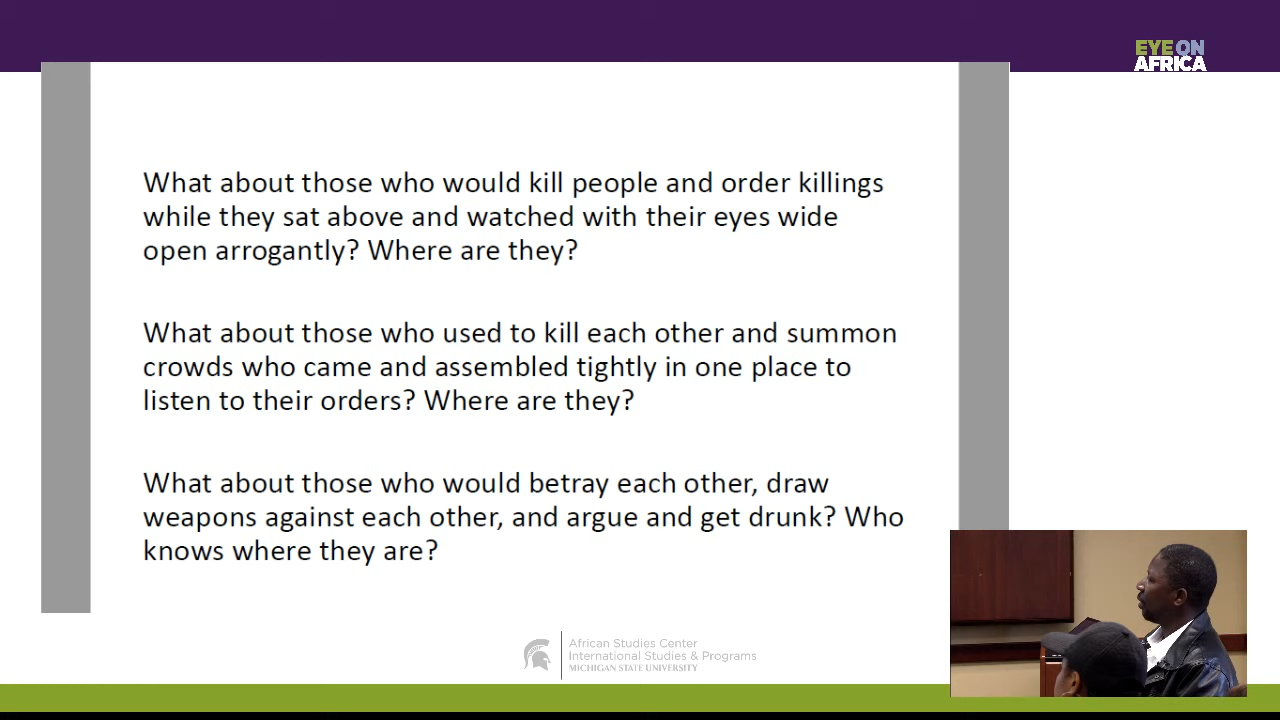 EYE ON
AFRICA
What about those who would kill people and order killings
while they sat above and watched with their eyes wide
open arrogantly? Where are they?
What about those who used to kill each other and summon
crowds who came and assembled tightly in one place to
listen to their orders? Where are they?
What about those who would betray each other, draw
weapons against each other, and argue and get drunk? Who
knows where they are?
African Studies Center
International Studies & Programs
MICHIGAN STATE UNIVERSITY